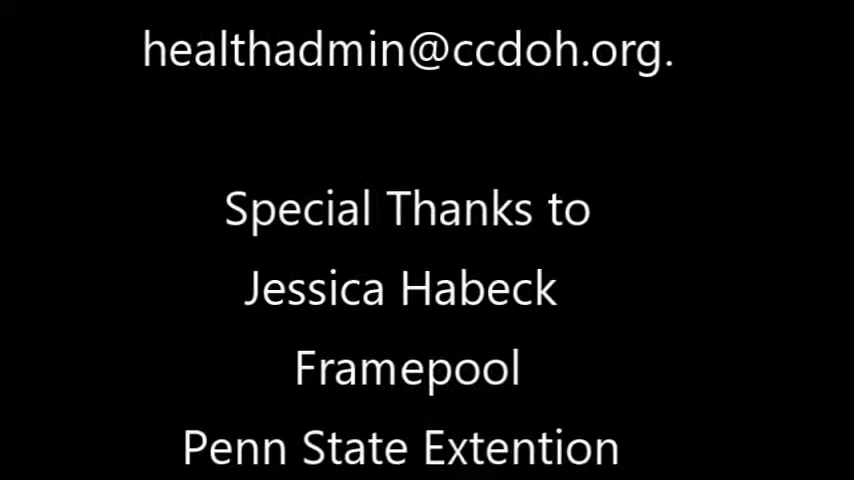 healthadmin@ccdoh.org.
Special Thanks to
Jessica Habeck
Framepool
Penn State Extention